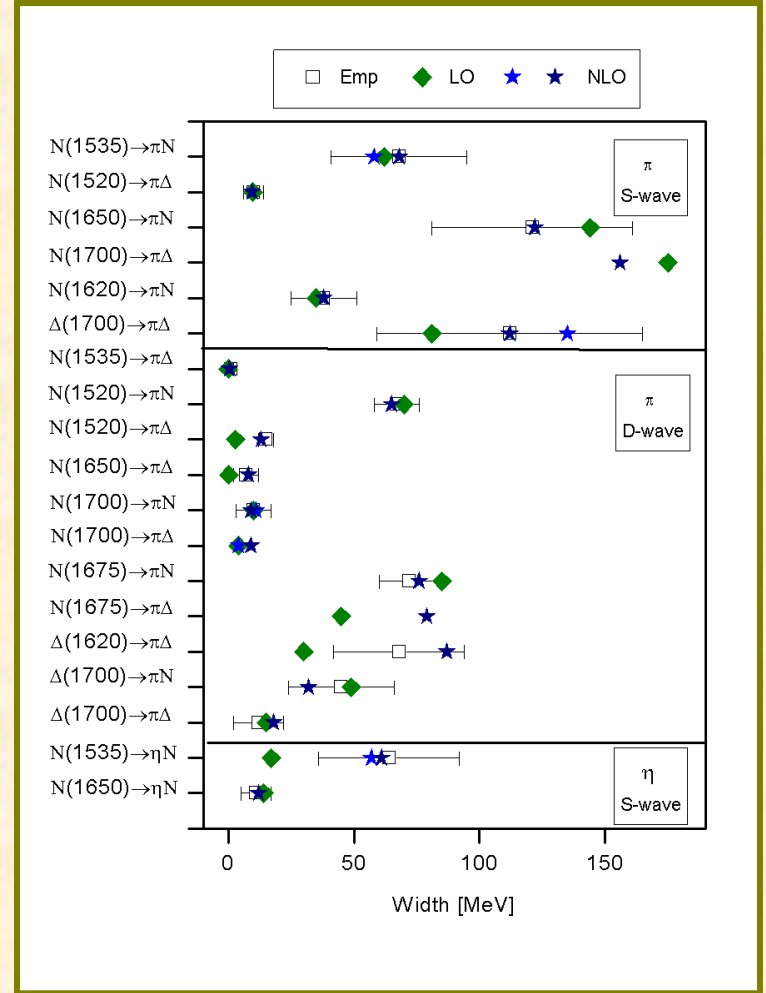 Emp LO NLO
N(1535)→πN
N(1520)→πΔ
N(1650)→πN
N(1700)→πΔ
N(1620)→πN
Δ(1700)→πΔ
π
S-wave
N(1535)→πΔ
N(1520)→πN
N(1520)→πΔ
N(1650)→πΔ
N(1700)→πN
N(1700)→πΔ
N(1675)→πN
N(1675)→πΔ
Δ(1620)→πΔ
Δ(1700)→πN
Δ(1700)→πΔ
π
D-wave
N(1535)→ηN
N(1650)→ηN
η
S-wave
0 50 100 150
Width [MeV]